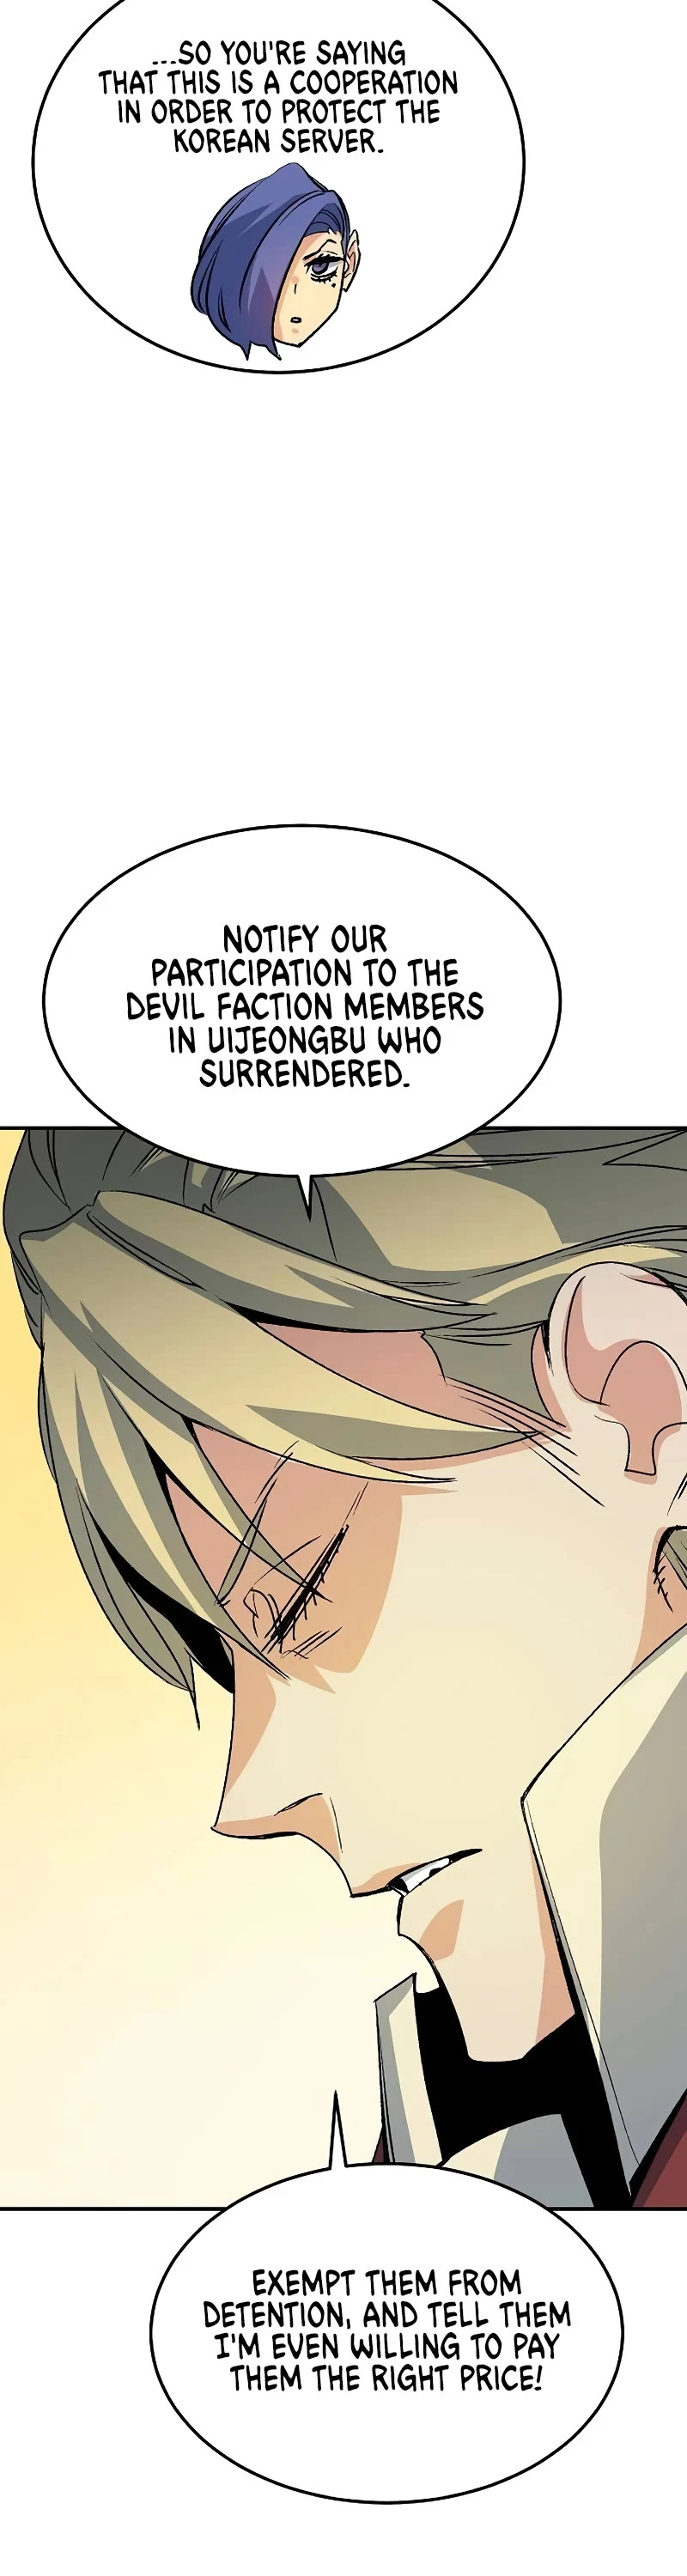 ...SO YOU'RE SAYING
THAT THIS IS A COOPERATION
IN ORDER TO PROTECT THE
KOREAN SERVER.
NOTIFY OUR
PARTICIPATION TO THE
DEVIL FACTION MEMBERS
IN UIJEONGBU WHO
SURRENDERED.
EXEMPT THEM FROM
DETENTION, AND TELL THEM
I'M EVEN WILLING TO PAY
THEM THE RIGHT PRICE!